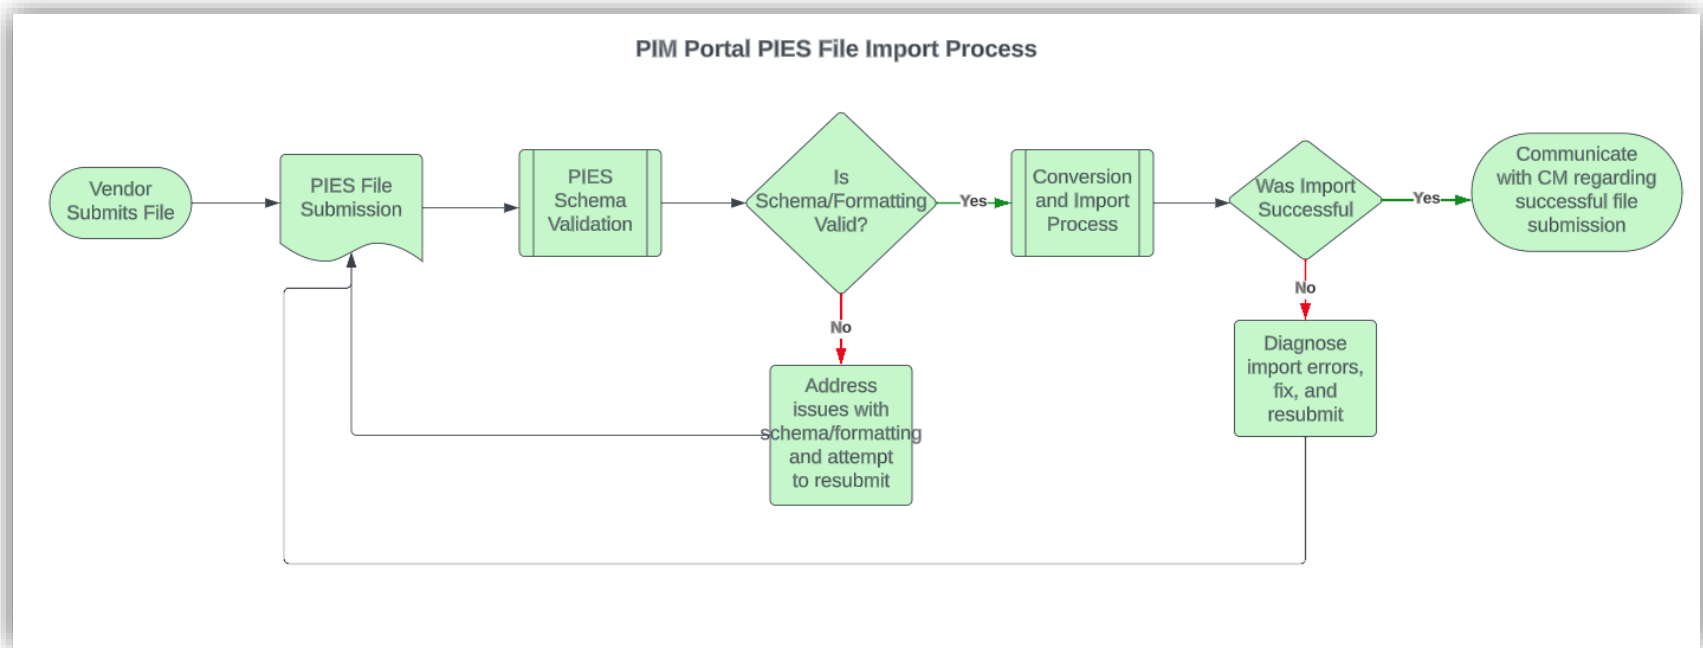 PIM Portal PIES File Import Process
Vendor
Submits File
PIES File
Submission
PIES
Schema
Validation
Is
Schema/Formatting
Valid?
Yes
Conversion
and Import
Process
Was Import
Successful
Yes
Communicate
with CM regarding
successful file
submission
No
Address
issues with
schema/formatting
and attempt
to resubmit
No
Diagnose
import errors,
fix, and
resubmit